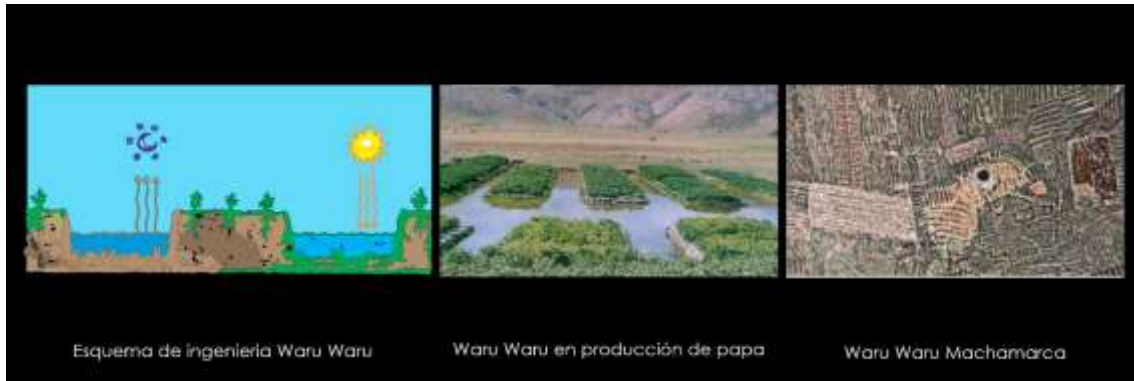 Esquema de ingenieria Waru Waru
Waru Waru en producción de papa
Waru Waru Machamarca